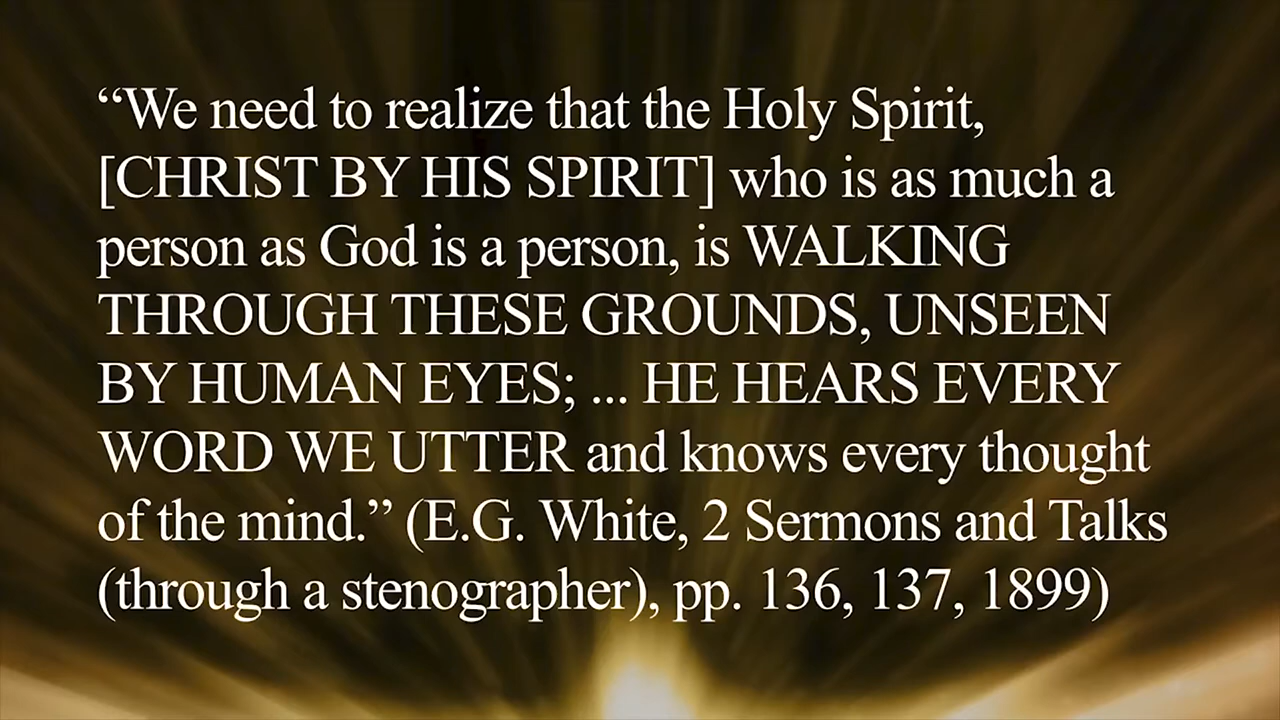 “We need to realize that the Holy Spirit,
[CHRIST BY HIS SPIRIT] who is as much a
person as God is a person, is WALKING
THROUGH THESE GROUNDS, UNSEEN
BY HUMAN EYES; ... HE HEARS EVERY
WORD WE UTTER and knows every thought
of the mind.” (E.G. White, 2 Sermons and Talks
(through a stenographer), pp. 136, 137, 1899)